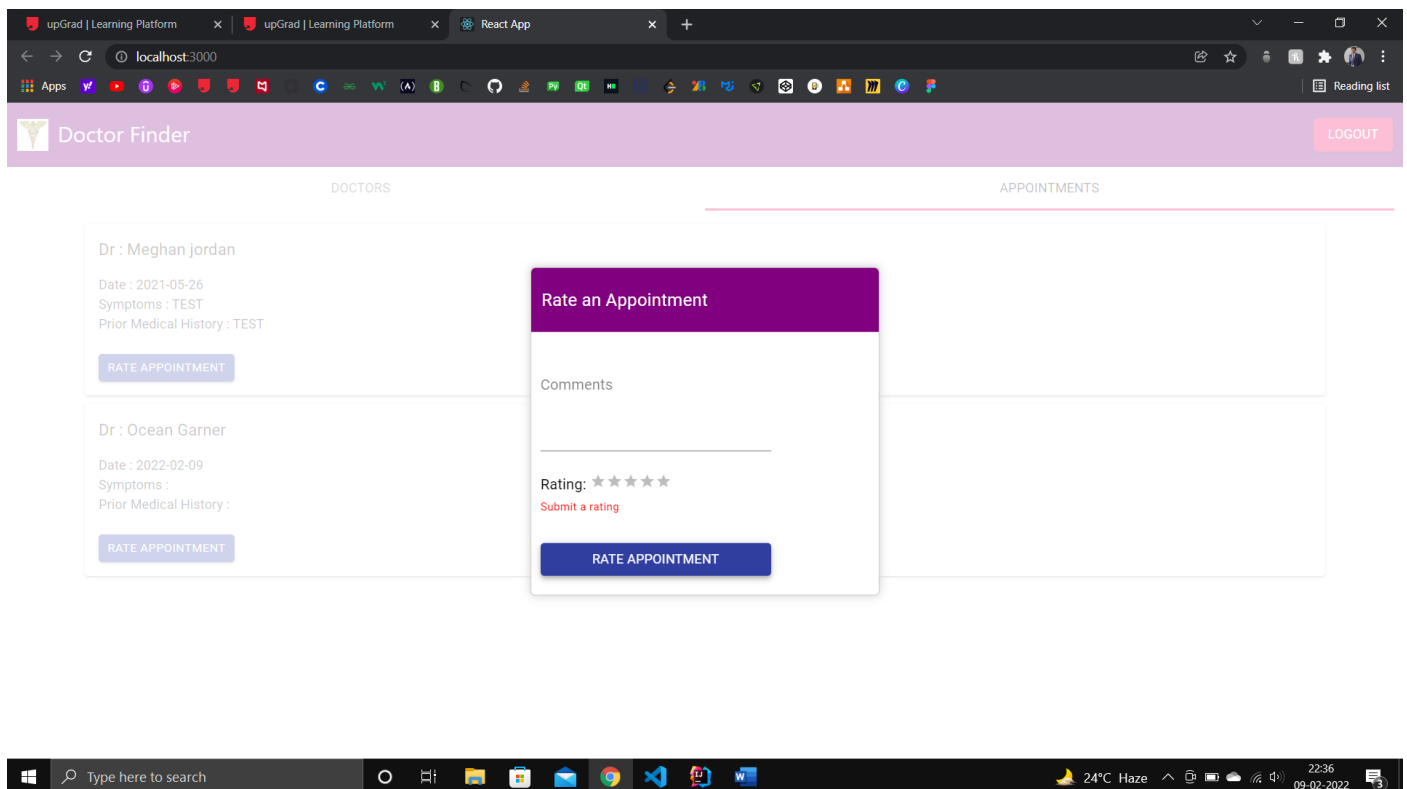 upGrad | Learning Platform
upGrad | Learning Platform
React App
localhost:3000
Apps
Reading list
Doctor Finder
LOGOUT
DOCTORS
APPOINTMENTS
Dr : Meghan jordan
Date : 2021-05-26
Symptoms : TEST
Prior Medical History : TEST
RATE APPOINTMENT
Dr : Ocean Garner
Date : 2022-02-09
Symptoms :
Prior Medical History :
RATE APPOINTMENT
Rate an Appointment
Comments
Rating:
Submit a rating
RATE APPOINTMENT
Type here to search
24°C Haze
22:36
09-02-2022
3